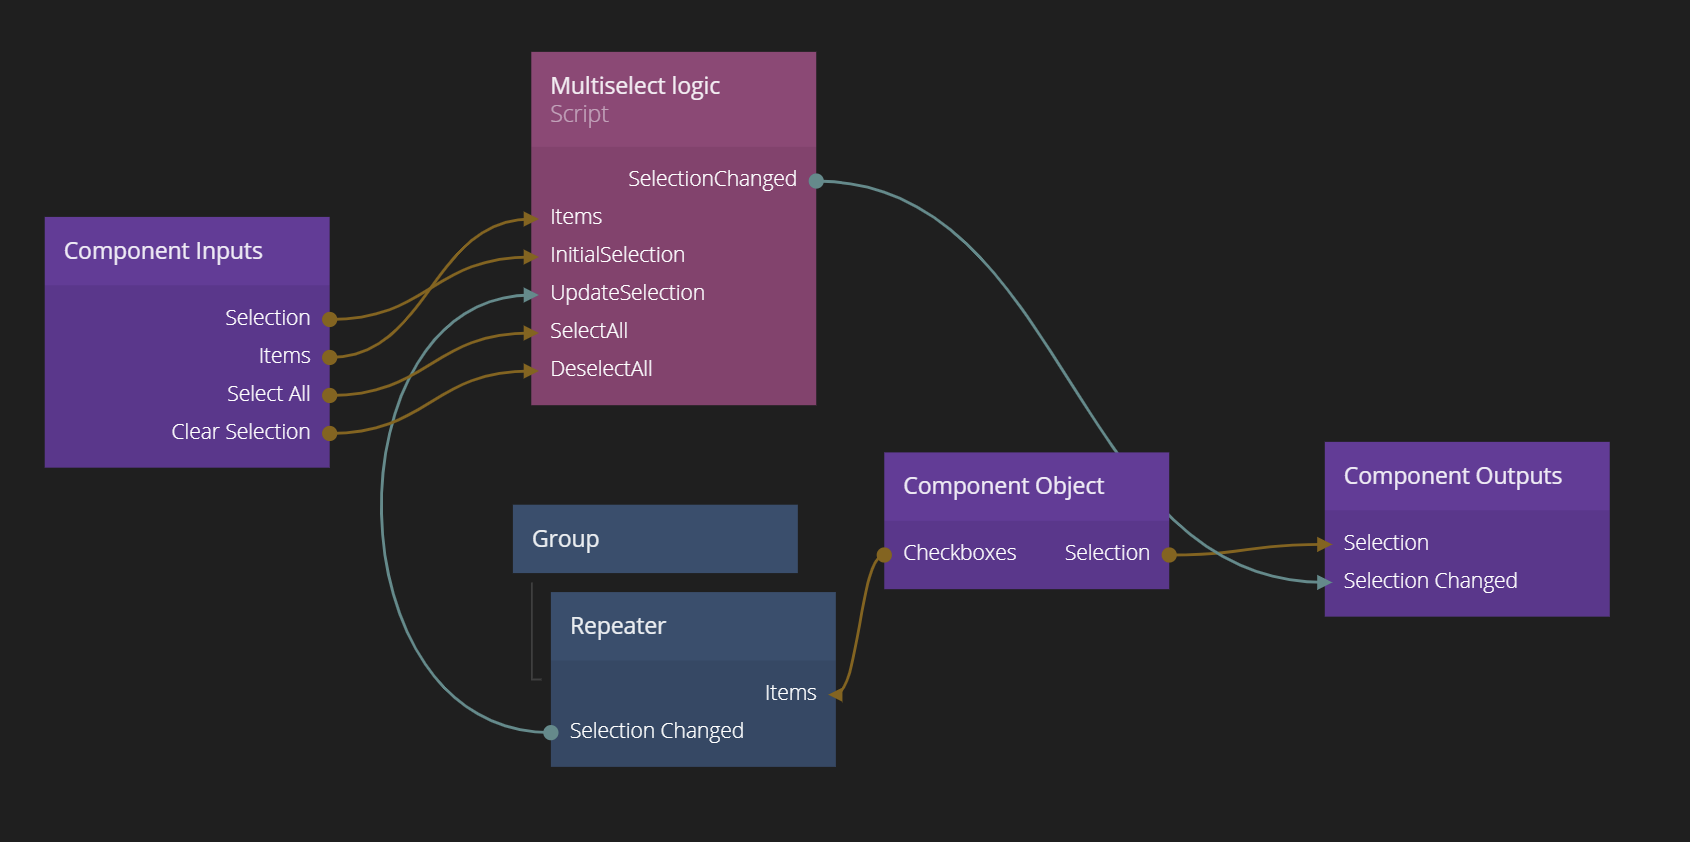 Multiselect logic
Script
SelectionChanged
Items
InitialSelection
UpdateSelection
SelectAll
DeselectAll
Component Inputs
Selection
Items
Select All
Clear Selection
Group
Repeater
Items
Selection Changed
Component Object
Checkboxes Selection
Component Outputs
Selection
Selection Changed